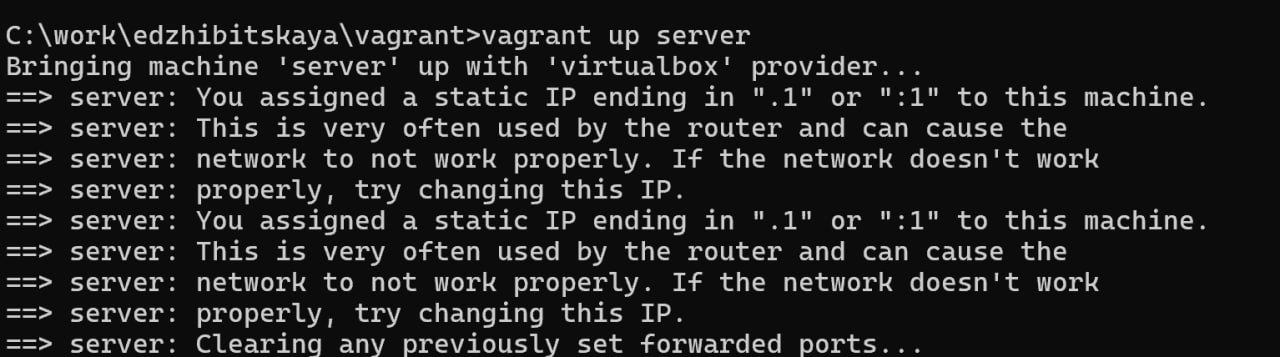 C:\work\edzhibitskaya\vagrant>vagrant up server
Bringing machine 'server' up with 'virtualbox' provider...
==> server: You assigned a static IP ending in ".1" or ":1" to this machine.
==> server: This is very often used by the router and can cause the
==> server: network to not work properly. If the network doesn't work
==> server: properly, try changing this IP.
==> server: You assigned a static IP ending in ".1" or ":1" to this machine.
==> server: This is very often used by the router and can cause the
==> server: network to not work properly. If the network doesn't work
==> server: properly, try changing this IP.
==> server: Clearing any previously set forwarded ports...